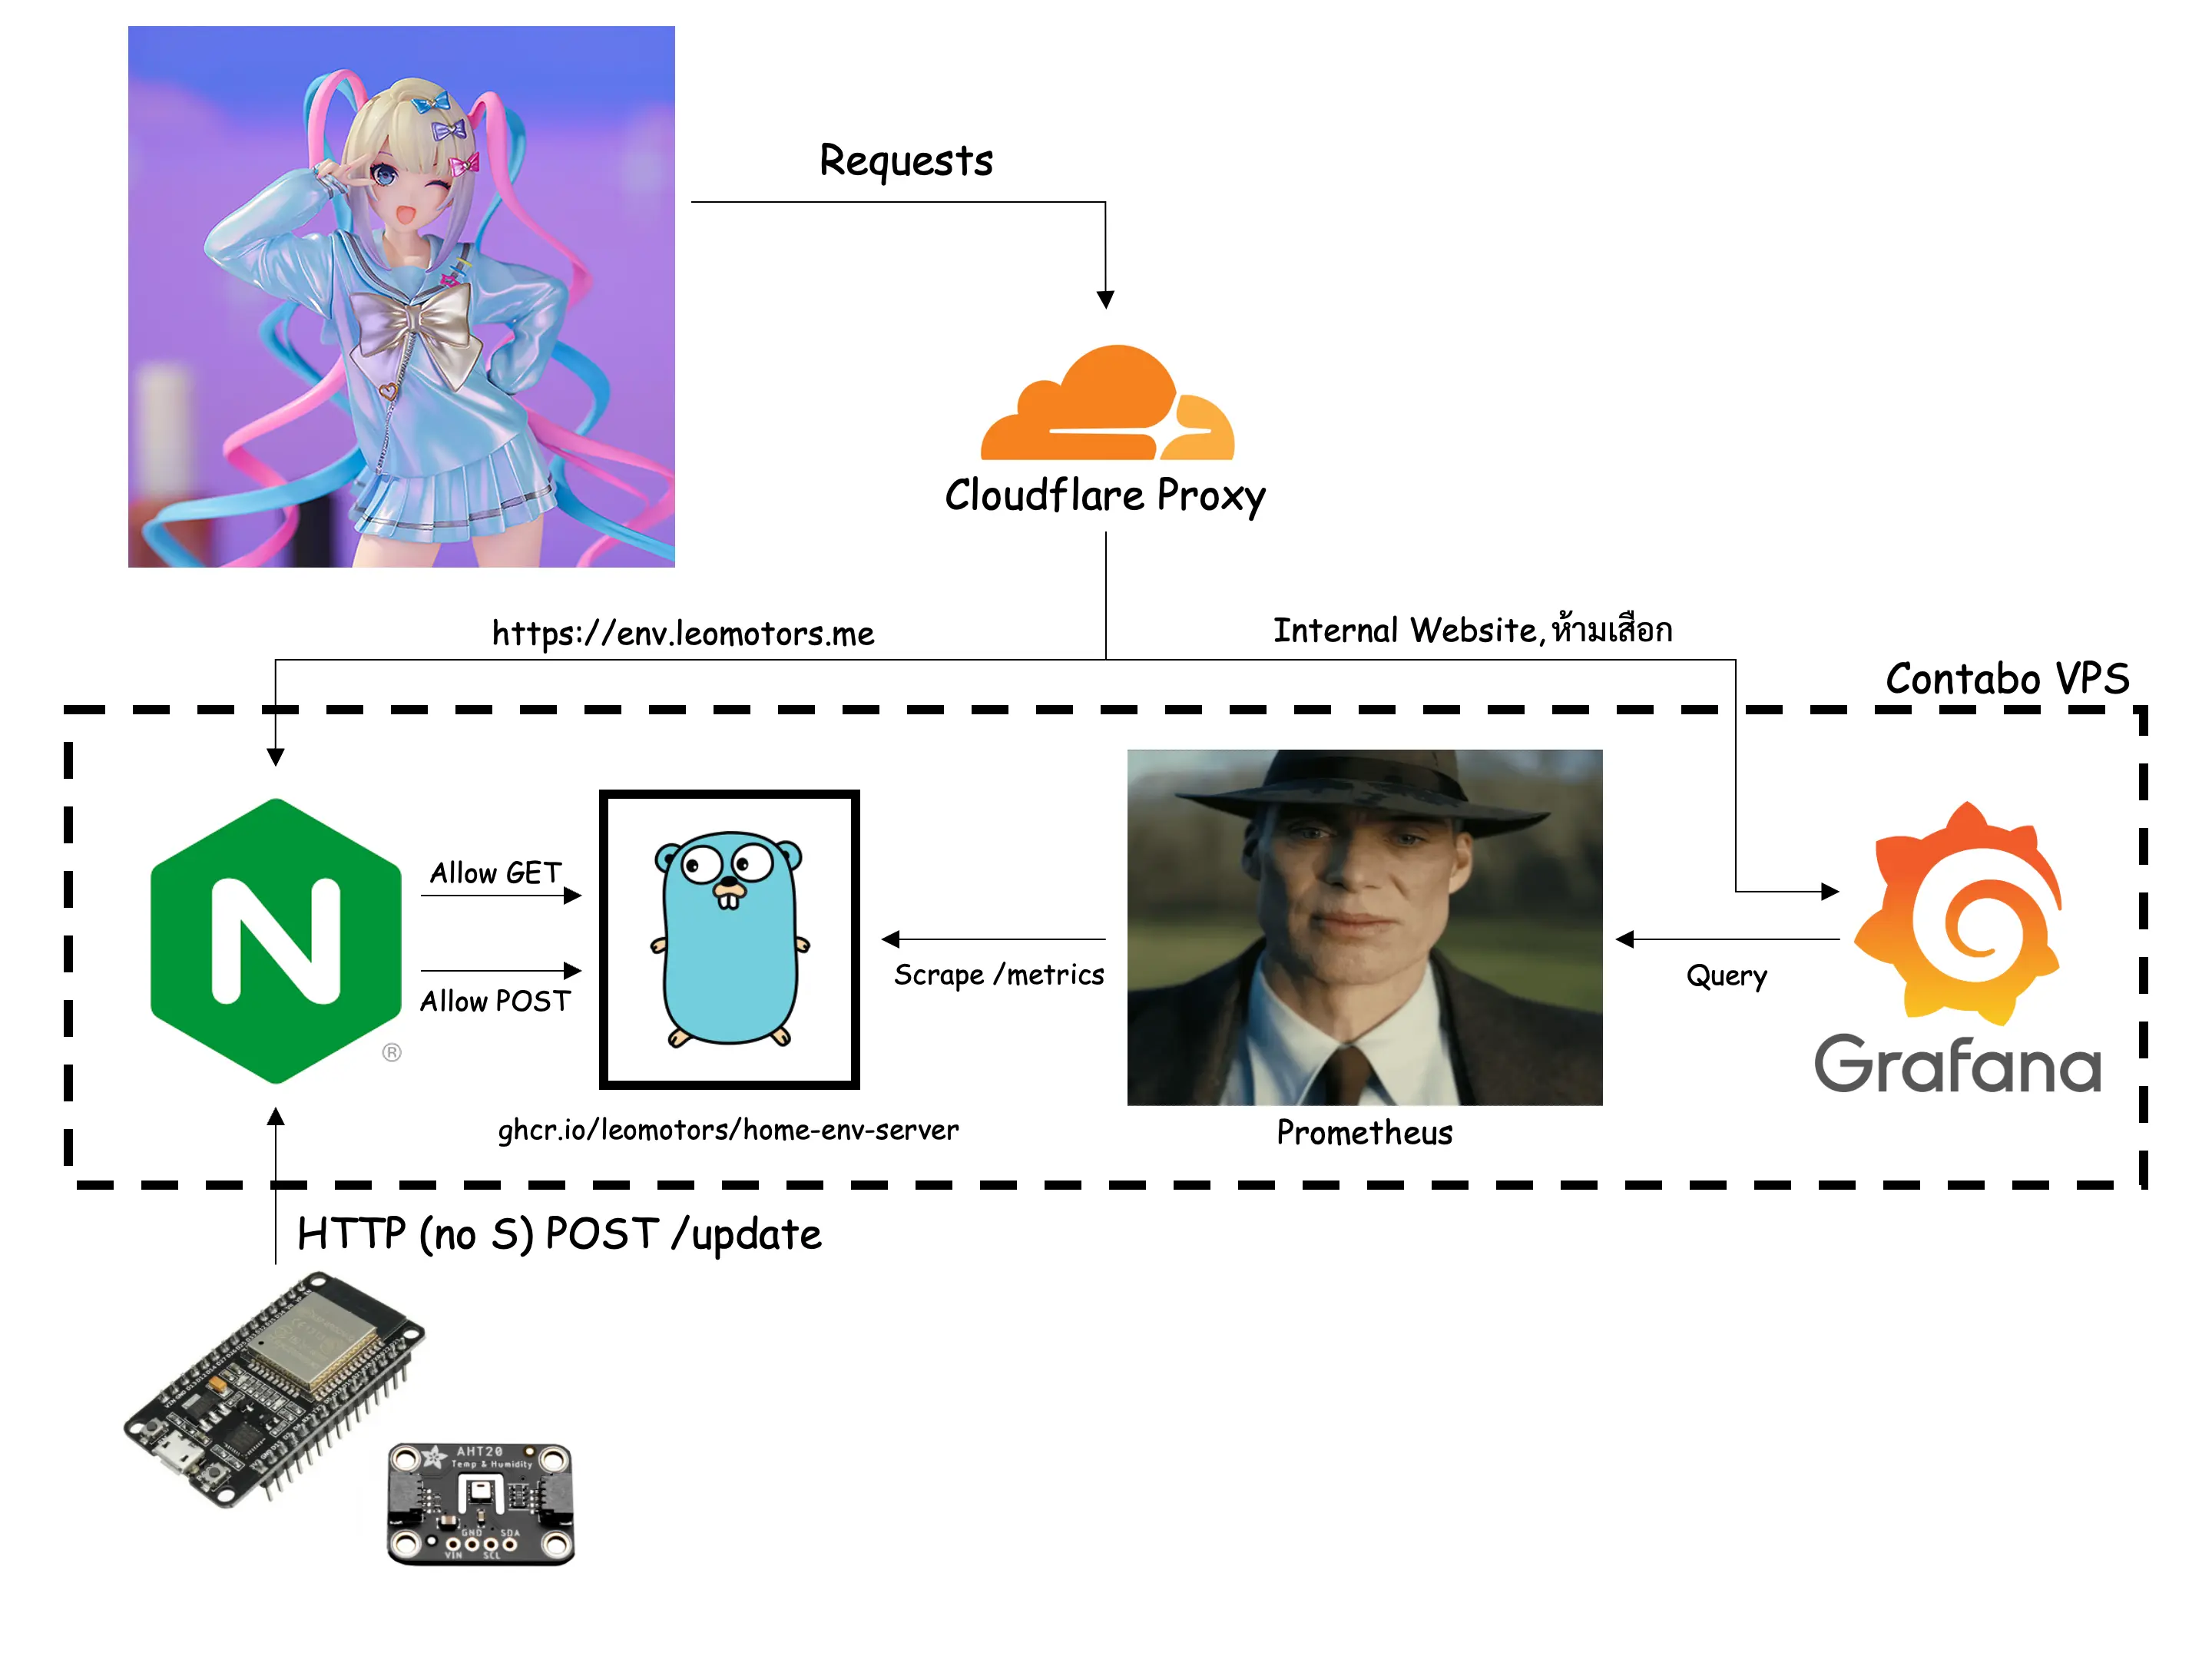 Requests
Cloudflare Proxy
https://env.leomotors.me
Internal Website, ห้ามเสือก
Contabo VPS
N
®
Allow GET
Allow POST
Scrape /metrics
Query
Grafana
ghcr.io/leomotors/home-env-server
Prometheus
HTTP (no S) POST /update
AHT20
Temp & Humidity
GND SDA
VIN SCL